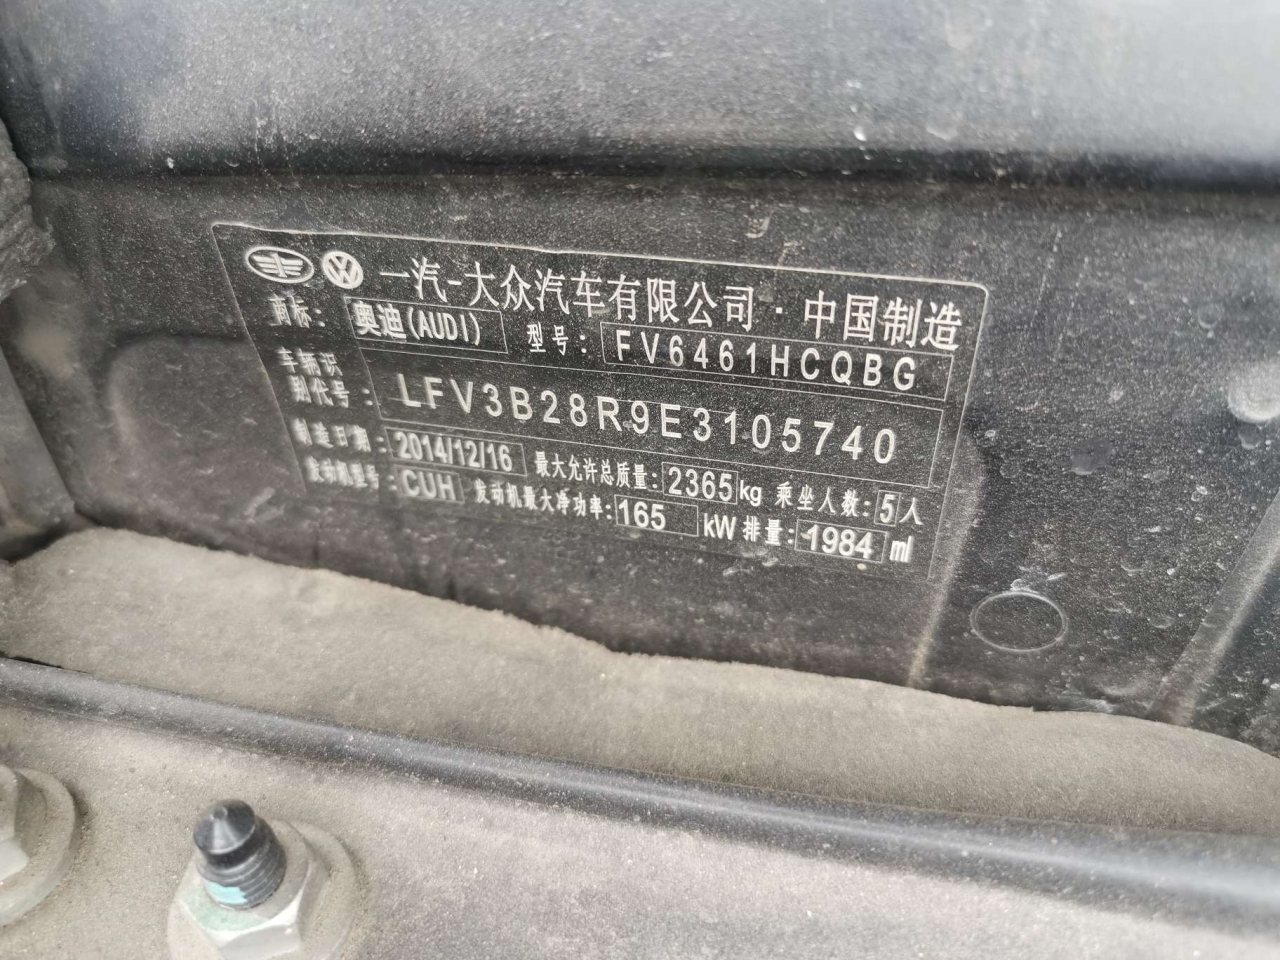 一汽-大众汽车有限公司·中国制造
商标: 奥迪(AUDI) 型号: FV6461HCQBG
车辆识别代号: LFV3B28R9E3105740
制造日期: 2014/12/16 最大允许总质量: 2365kg 乘坐人数: 5人
发动机型号: CUH 发动机最大净功率: 165 kW 排量: 1984 ml